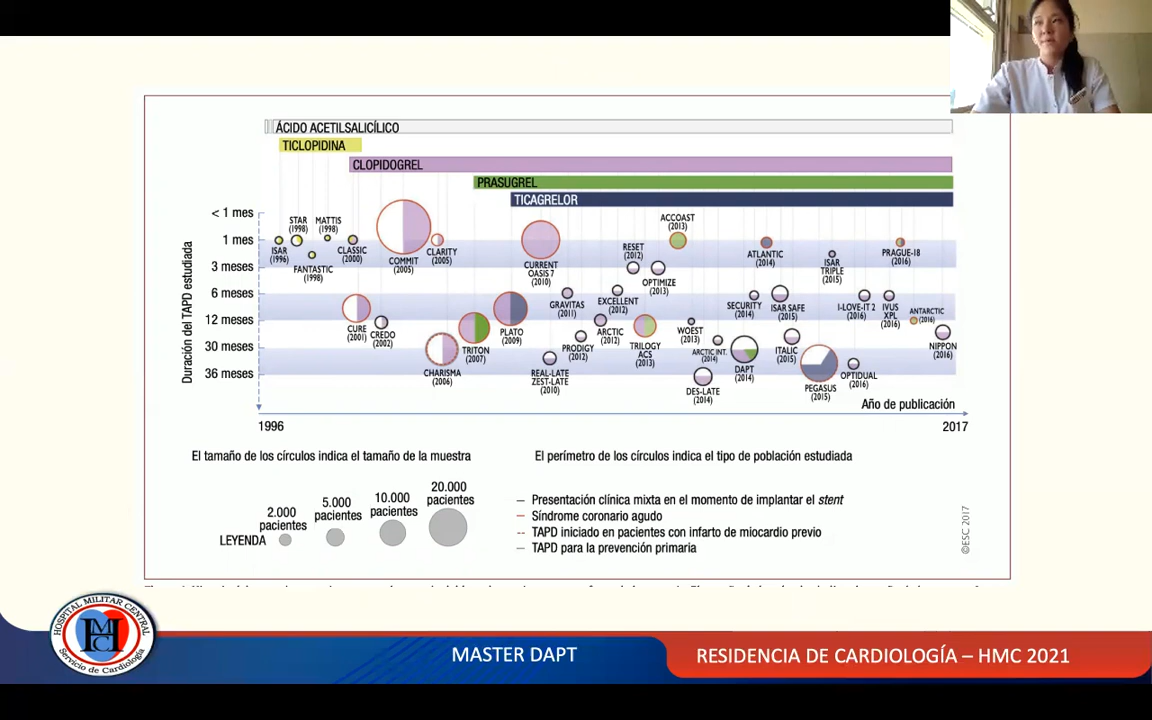 ÁCIDO ACETILSALICÍLICO
TICLOPIDINA
CLOPIDOGREL
PRASUGREL
TICAGRELOR
Duración del TAPD estudiada
< 1 mes
1 mes
3 meses
6 meses
12 meses
30 meses
36 meses
ISAR
(1996)
STAR
(1998)
FANTASTIC
(1998)
MATTIS
(1998)
CLASSIC
(2000)
COMMIT
(2005)
CLARITY
(2005)
CURRENT
OASIS 7
(2010)
RESET
(2012)
OPTIMIZE
(2013)
ACCOAST
(2013)
ATLANTIC
(2014)
ISAR
TRIPLE
(2015)
PRAGUE-18
(2016)
CURE
(2001)
CREDO
(2002)
CHARISMA
(2006)
TRITON
(2007)
PLATO
(2009)
REAL-LATE
ZEST-LATE
(2010)
GRAVITAS
(2011)
PRODIGY
(2012)
ARCTIC
(2012)
EXCELLENT
(2012)
TRILOGY
ACS
(2013)
WOEST
(2013)
ARCTIC INT.
(2014)
DES-LATE
(2014)
DAPT
(2014)
SECURITY
(2014)
ISAR SAFE
(2015)
ITALIC
(2015)
PEGASUS
(2015)
OPTIDUAL
(2016)
I-LOVE-IT 2
(2016)
IVUS
XPL
(2016)
ANTARCTIC
(2016)
NIPPON
(2016)
Año de publicación
1996
2017
El tamaño de los círculos indica el tamaño de la muestra
El perímetro de los círculos indica el tipo de población estudiada
LEYENDA
2.000
pacientes
5.000
pacientes
10.000
pacientes
20.000
pacientes
Presentación clínica mixta en el momento de implantar el stent
Síndrome coronario agudo
TAPD iniciado en pacientes con infarto de miocardio previo
TAPD para la prevención primaria
©ESC 2017
HOSPITAL MILITAR CENTRAL
HMC
Servicio de Cardiología
MASTER DAPT
RESIDENCIA DE CARDIOLOGÍA – HMC 2021